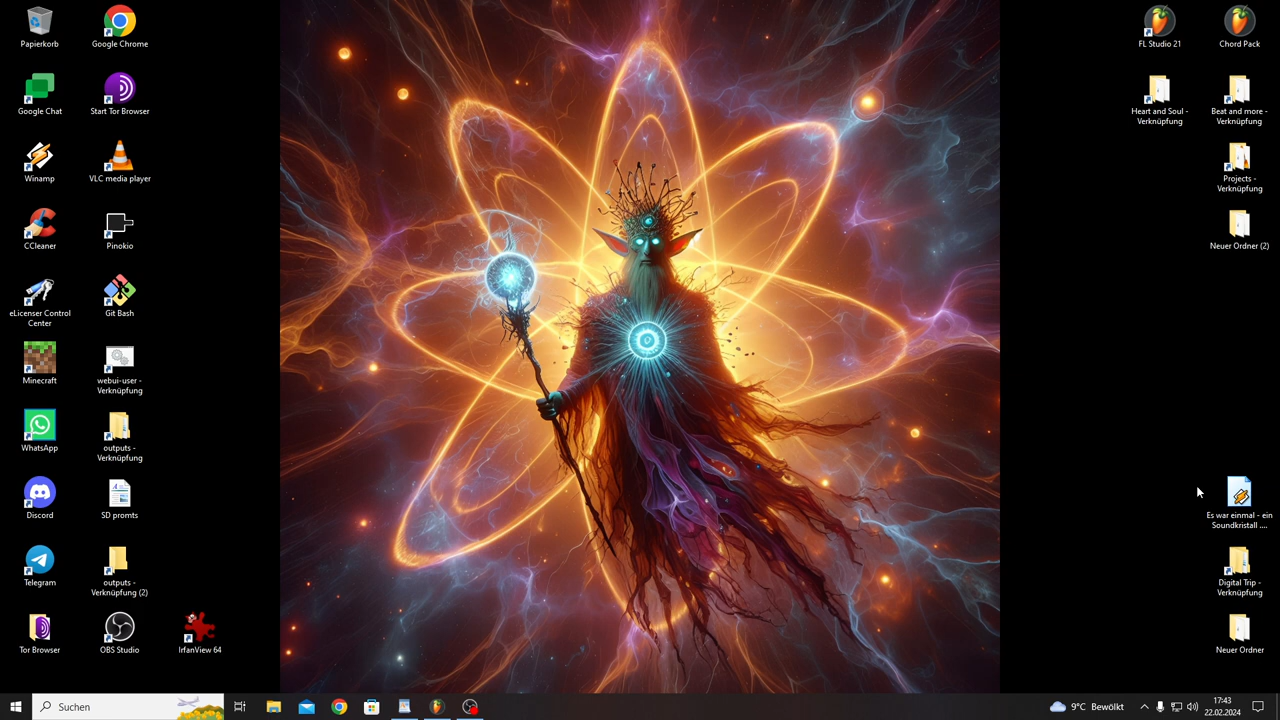 Papierkorb
Google Chrome
Google Chat
Start Tor Browser
Winamp
VLC media player
CCleaner
Pinokio
eLicenser Control
Center
Git Bash
Minecraft
webui-user -
Verknüpfung
WhatsApp
outputs -
Verknüpfung
Discord
SD promts
Telegram
outputs -
Verknüpfung (2)
Tor Browser
OBS Studio
IrfanView 64
FL Studio 21
Chord Pack
Heart and Soul -
Verknüpfung
Beat and more -
Verknüpfung
Projects -
Verknüpfung
Neuer Ordner (2)
Es war einmal - ein
Soundkristall ....
Digital Trip -
Verknüpfung
Neuer Ordner
Suchen
9°C Bewölkt
17:43
22.02.2024